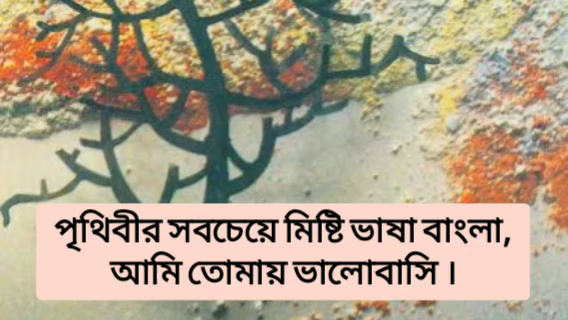 পৃথিবীর সবচেয়ে মিষ্টি ভাষা বাংলা,
আমি তোমায় ভালোবাসি ।